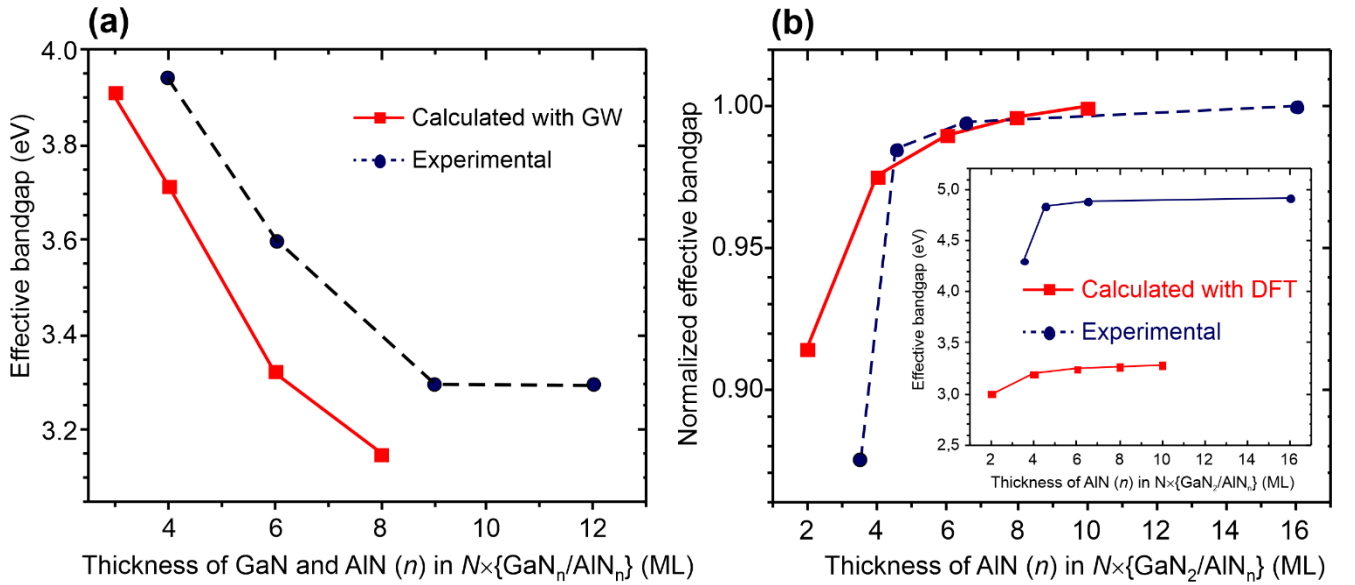 (a)
Effective bandgap (eV)
4.0
3.8
3.6
3.4
3.2
4 6 8 10 12
Calculated with GW
Experimental
Thickness of GaN and AlN (n) in N×{GaNₙ/AlNₙ} (ML)
(b)
Normalized effective bandgap
1.00
0.95
0.90
2 4 6 8 10 12 14 16
Thickness of AlN (n) in N×{GaN₂/AlNₙ} (ML)
Effective bandgap (eV)
5,0
4,5
4,0
3,5
3,0
2,5
Calculated with DFT
Experimental
2 4 6 8 10 12 14 16
Thickness of AlN (n) in N×{GaN₂/AlNₙ} (ML)